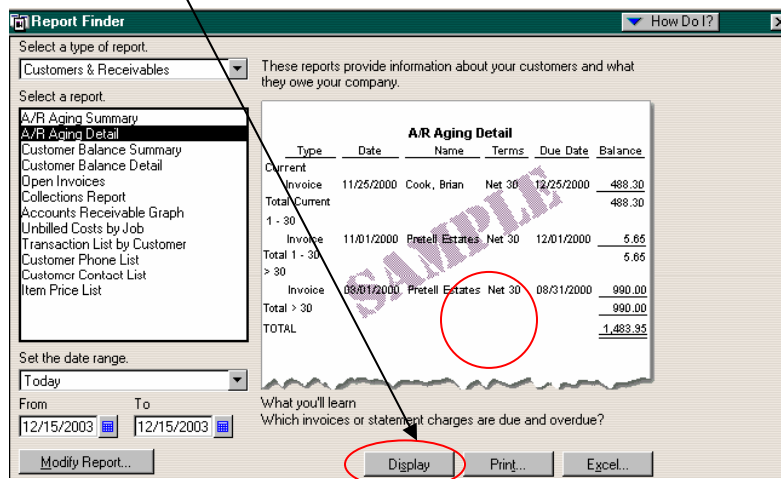 Report Finder
How Do I?
Select a type of report.
Customers & Receivables
These reports provide information about your customers and what
they owe your company.
Select a report.
A/R Aging Summary
A/R Aging Detail
Customer Balance Summary
Customer Balance Detail
Open Invoices
Collections Report
Accounts Receivable Graph
Unbilled Costs by Job
Transaction List by Customer
Customer Phone List
Customer Contact List
Item Price List
A/R Aging Detail
Type Date Name Terms Due Date Balance
Current
Invoice 11/25/2000 Cook, Brian Net 30 12/25/2000 488.30
Total Current 488.30
1 - 30
Invoice 11/01/2000 Pretell Estates Net 30 12/01/2000 5.65
Total 1 - 30 5.65
> 30
Invoice 08/01/2000 Pretell Estates Net 30 08/31/2000 990.00
Total > 30 990.00
TOTAL 1,483.95
SAMPLE
Set the date range.
Today
From To
12/15/2003 12/15/2003
What you'll learn
Which invoices or statement charges are due and overdue?
Modify Report...
Display
Print...
Excel...